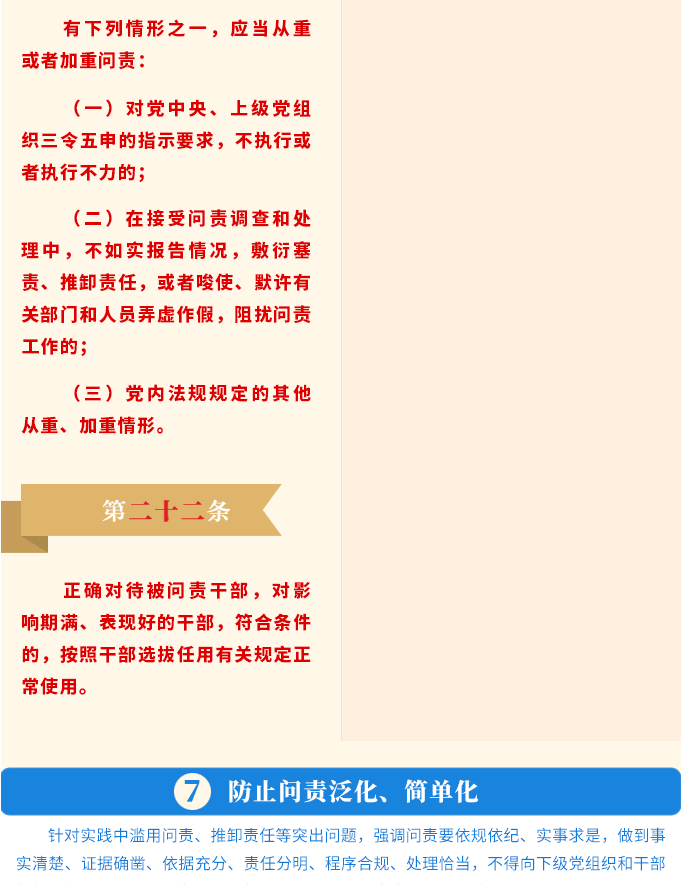 有下列情形之一，应当从重
或者加重问责：
（一）对党中央、上级党组
织三令五申的指示要求，不执行或
者执行不力的；
（二）在接受问责调查和处
理中，不如实报告情况，敷衍塞
责、推卸责任，或者唆使、默许有
关部门和人员弄虚作假，阻扰问责
工作的；
（三）党内法规规定的其他
从重、加重情形。
第二十二条
正确对待被问责干部，对影
响期满、表现好的干部，符合条件
的，按照干部选拔任用有关规定正
常使用。
7 防止问责泛化、简单化
针对实践中滥用问责、推卸责任等突出问题，强调问责要依规依纪、实事求是，做到事
实清楚、证据确凿、依据充分、责任分明、程序合规、处理恰当，不得向下级党组织和干部